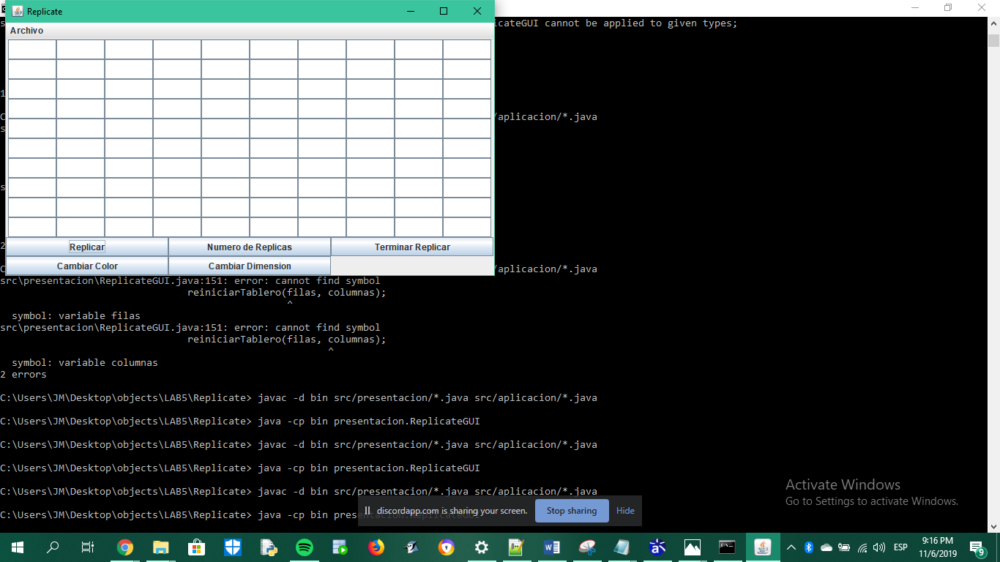 Replicate
Archivo
Replicar
Numero de Replicas
Terminar Replicar
Cambiar Color
Cambiar Dimension
icateGUI cannot be applied to given types;
/aplicacion/*.java
/aplicacion/*.java
src\presentacion\ReplicateGUI.java:151: error: cannot find symbol
reiniciarTablero(filas, columnas);
^
symbol: variable filas
src\presentacion\ReplicateGUI.java:151: error: cannot find symbol
reiniciarTablero(filas, columnas);
^
symbol: variable columnas
2 errors
C:\Users\JM\Desktop\objects\LAB5\Replicate> javac -d bin src/presentacion/*.java src/aplicacion/*.java
C:\Users\JM\Desktop\objects\LAB5\Replicate> java -cp bin presentacion.ReplicateGUI
C:\Users\JM\Desktop\objects\LAB5\Replicate> javac -d bin src/presentacion/*.java src/aplicacion/*.java
C:\Users\JM\Desktop\objects\LAB5\Replicate> java -cp bin presentacion.ReplicateGUI
C:\Users\JM\Desktop\objects\LAB5\Replicate> javac -d bin src/presentacion/*.java src/aplicacion/*.java
C:\Users\JM\Desktop\objects\LAB5\Replicate> java -cp bin presentacion.ReplicateGUI
discordapp.com is sharing your screen.
Stop sharing
Hide
Activate Windows
Go to Settings to activate Windows.
ESP
9:16 PM
11/6/2019
9